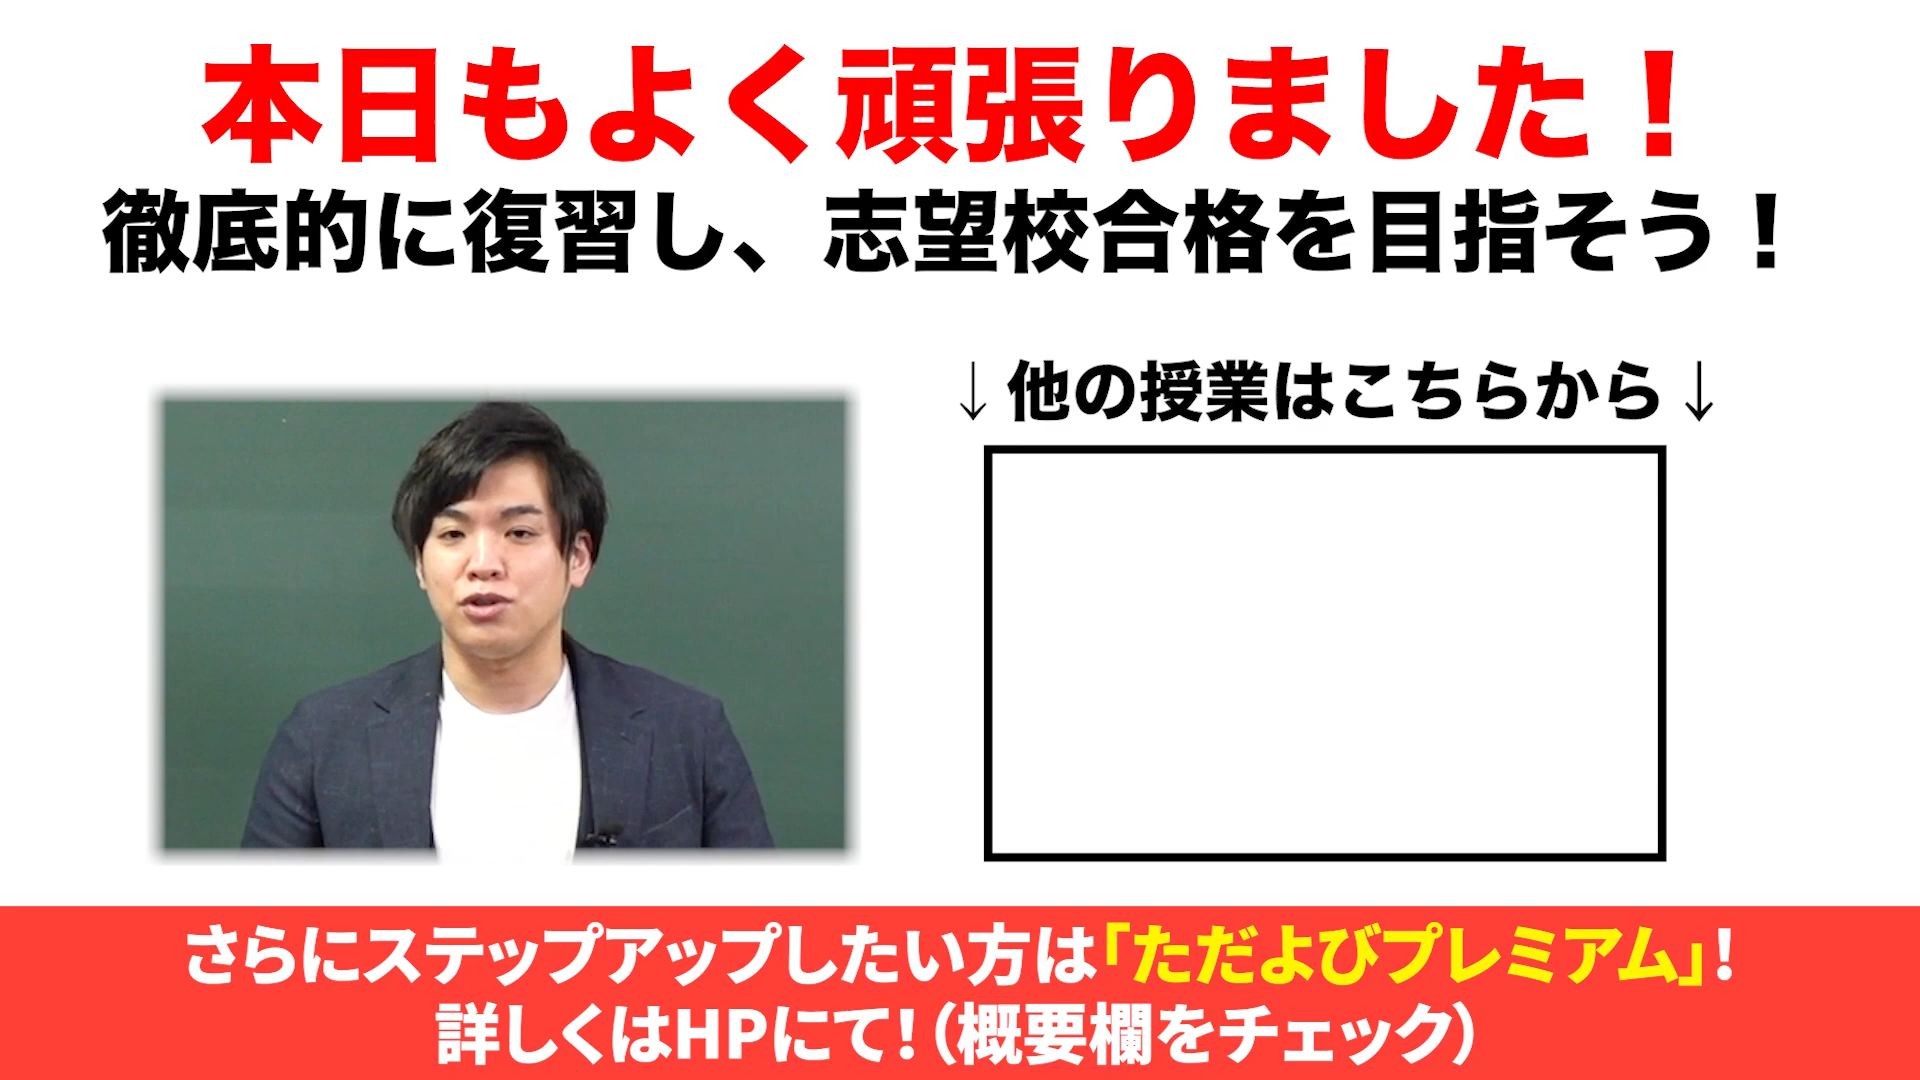 本日もよく頑張りました！
徹底的に復習し、志望校合格を目指そう！
↓他の授業はこちらから↓
さらにステップアップしたい方は「ただよびプレミアム」！
詳しくはHPにて！（概要欄をチェック）